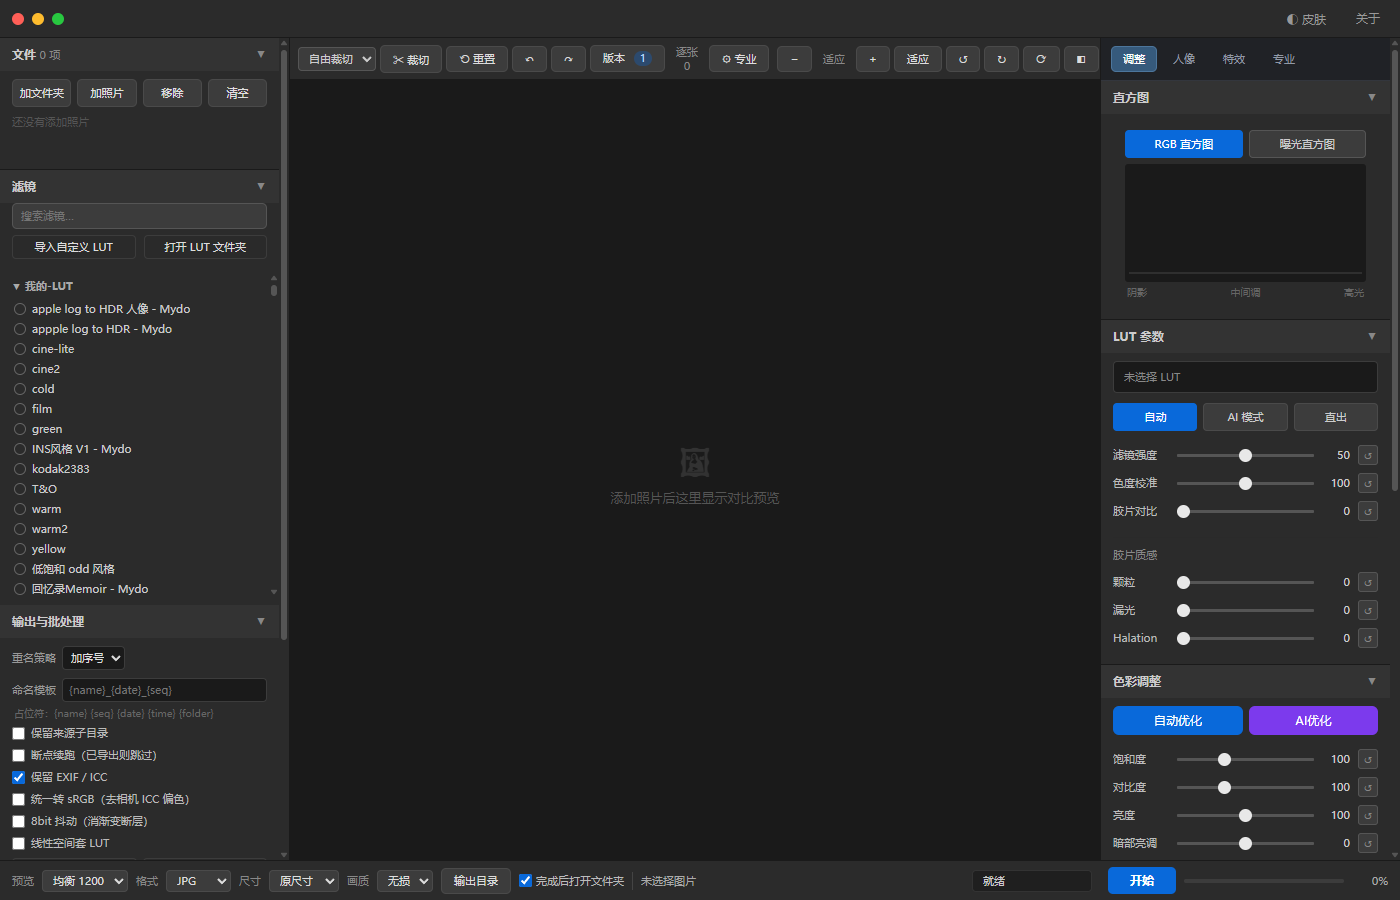 皮肤
关于
文件 0 项
加文件夹
加照片
移除
清空
还没有添加照片
滤镜
搜索滤镜...
导入自定义 LUT
打开 LUT 文件夹
我的-LUT
apple log to HDR 人像 - Mydo
appple log to HDR - Mydo
cine-lite
cine2
cold
film
green
INS风格 V1 - Mydo
kodak2383
T&O
warm
warm2
yellow
低饱和 odd 风格
回忆录Memoir - Mydo
输出与批处理
重名策略 加序号
命名模板 {name}_{date}_{seq}
占位符: {name} {seq} {date} {time} {folder}
保留来源子目录
断点续跑（已导出则跳过）
保留 EXIF / ICC
统一转 sRGB（去相机 ICC 偏色）
8bit 抖动（消渐变断层）
线性空间套 LUT
自由裁切
裁切
重置
版本 1
逐张
0
专业
−
适应
+
适应
添加照片后这里显示对比预览
调整
人像
特效
专业
直方图
RGB 直方图
曝光直方图
阴影
中间调
高光
LUT 参数
未选择 LUT
自动
AI 模式
直出
滤镜强度 50
色度校准 100
胶片对比 0
胶片质感
颗粒 0
漏光 0
Halation 0
色彩调整
自动优化
AI优化
饱和度 100
对比度 100
亮度 100
暗部亮调 0
预览 均衡 1200 格式 JPG 尺寸 原尺寸 画质 无损 输出目录 完成后打开文件夹 未选择图片 就绪 开始 0%